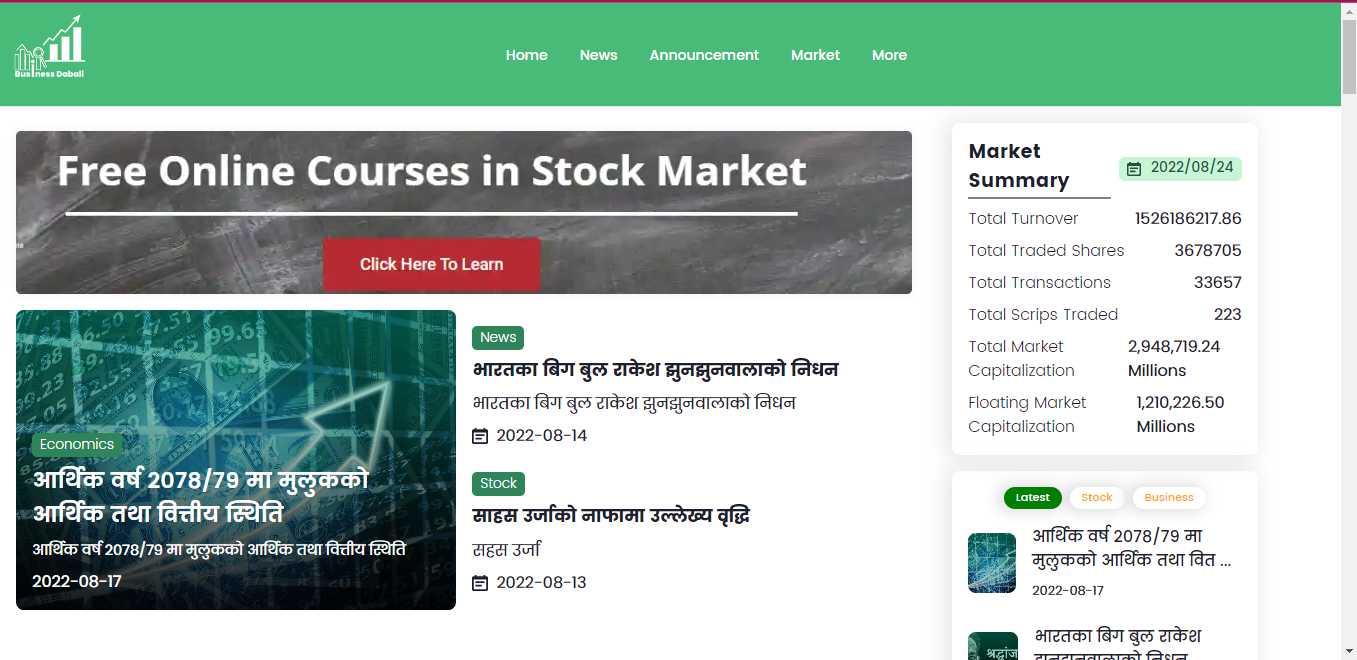 Business Dabali
Home
News
Announcement
Market
More
Free Online Courses in Stock Market
Click Here To Learn
Economics
आर्थिक वर्ष 2078/79 मा मुलुकको
आर्थिक तथा वित्तीय स्थिति
आर्थिक वर्ष 2078/79 मा मुलुकको आर्थिक तथा वित्तीय स्थिति
2022-08-17
News
भारतका बिग बुल राकेश झुनझुनवालाको निधन
भारतका बिग बुल राकेश झुनझुनवालाको निधन
2022-08-14
Stock
साहस उर्जाको नाफामा उल्लेख्य वृद्धि
सहस उर्जा
2022-08-13
Market
Summary
2022/08/24
Total Turnover 1526186217.86
Total Traded Shares 3678705
Total Transactions 33657
Total Scrips Traded 223
Total Market 2,948,719.24
Capitalization Millions
Floating Market 1,210,226.50
Capitalization Millions
Latest
Stock
Business
आर्थिक वर्ष 2078/79 मा
मुलुकको आर्थिक तथा वित ...
2022-08-17
भारतका बिग बुल राकेश
झुनझुनवालाको निधन